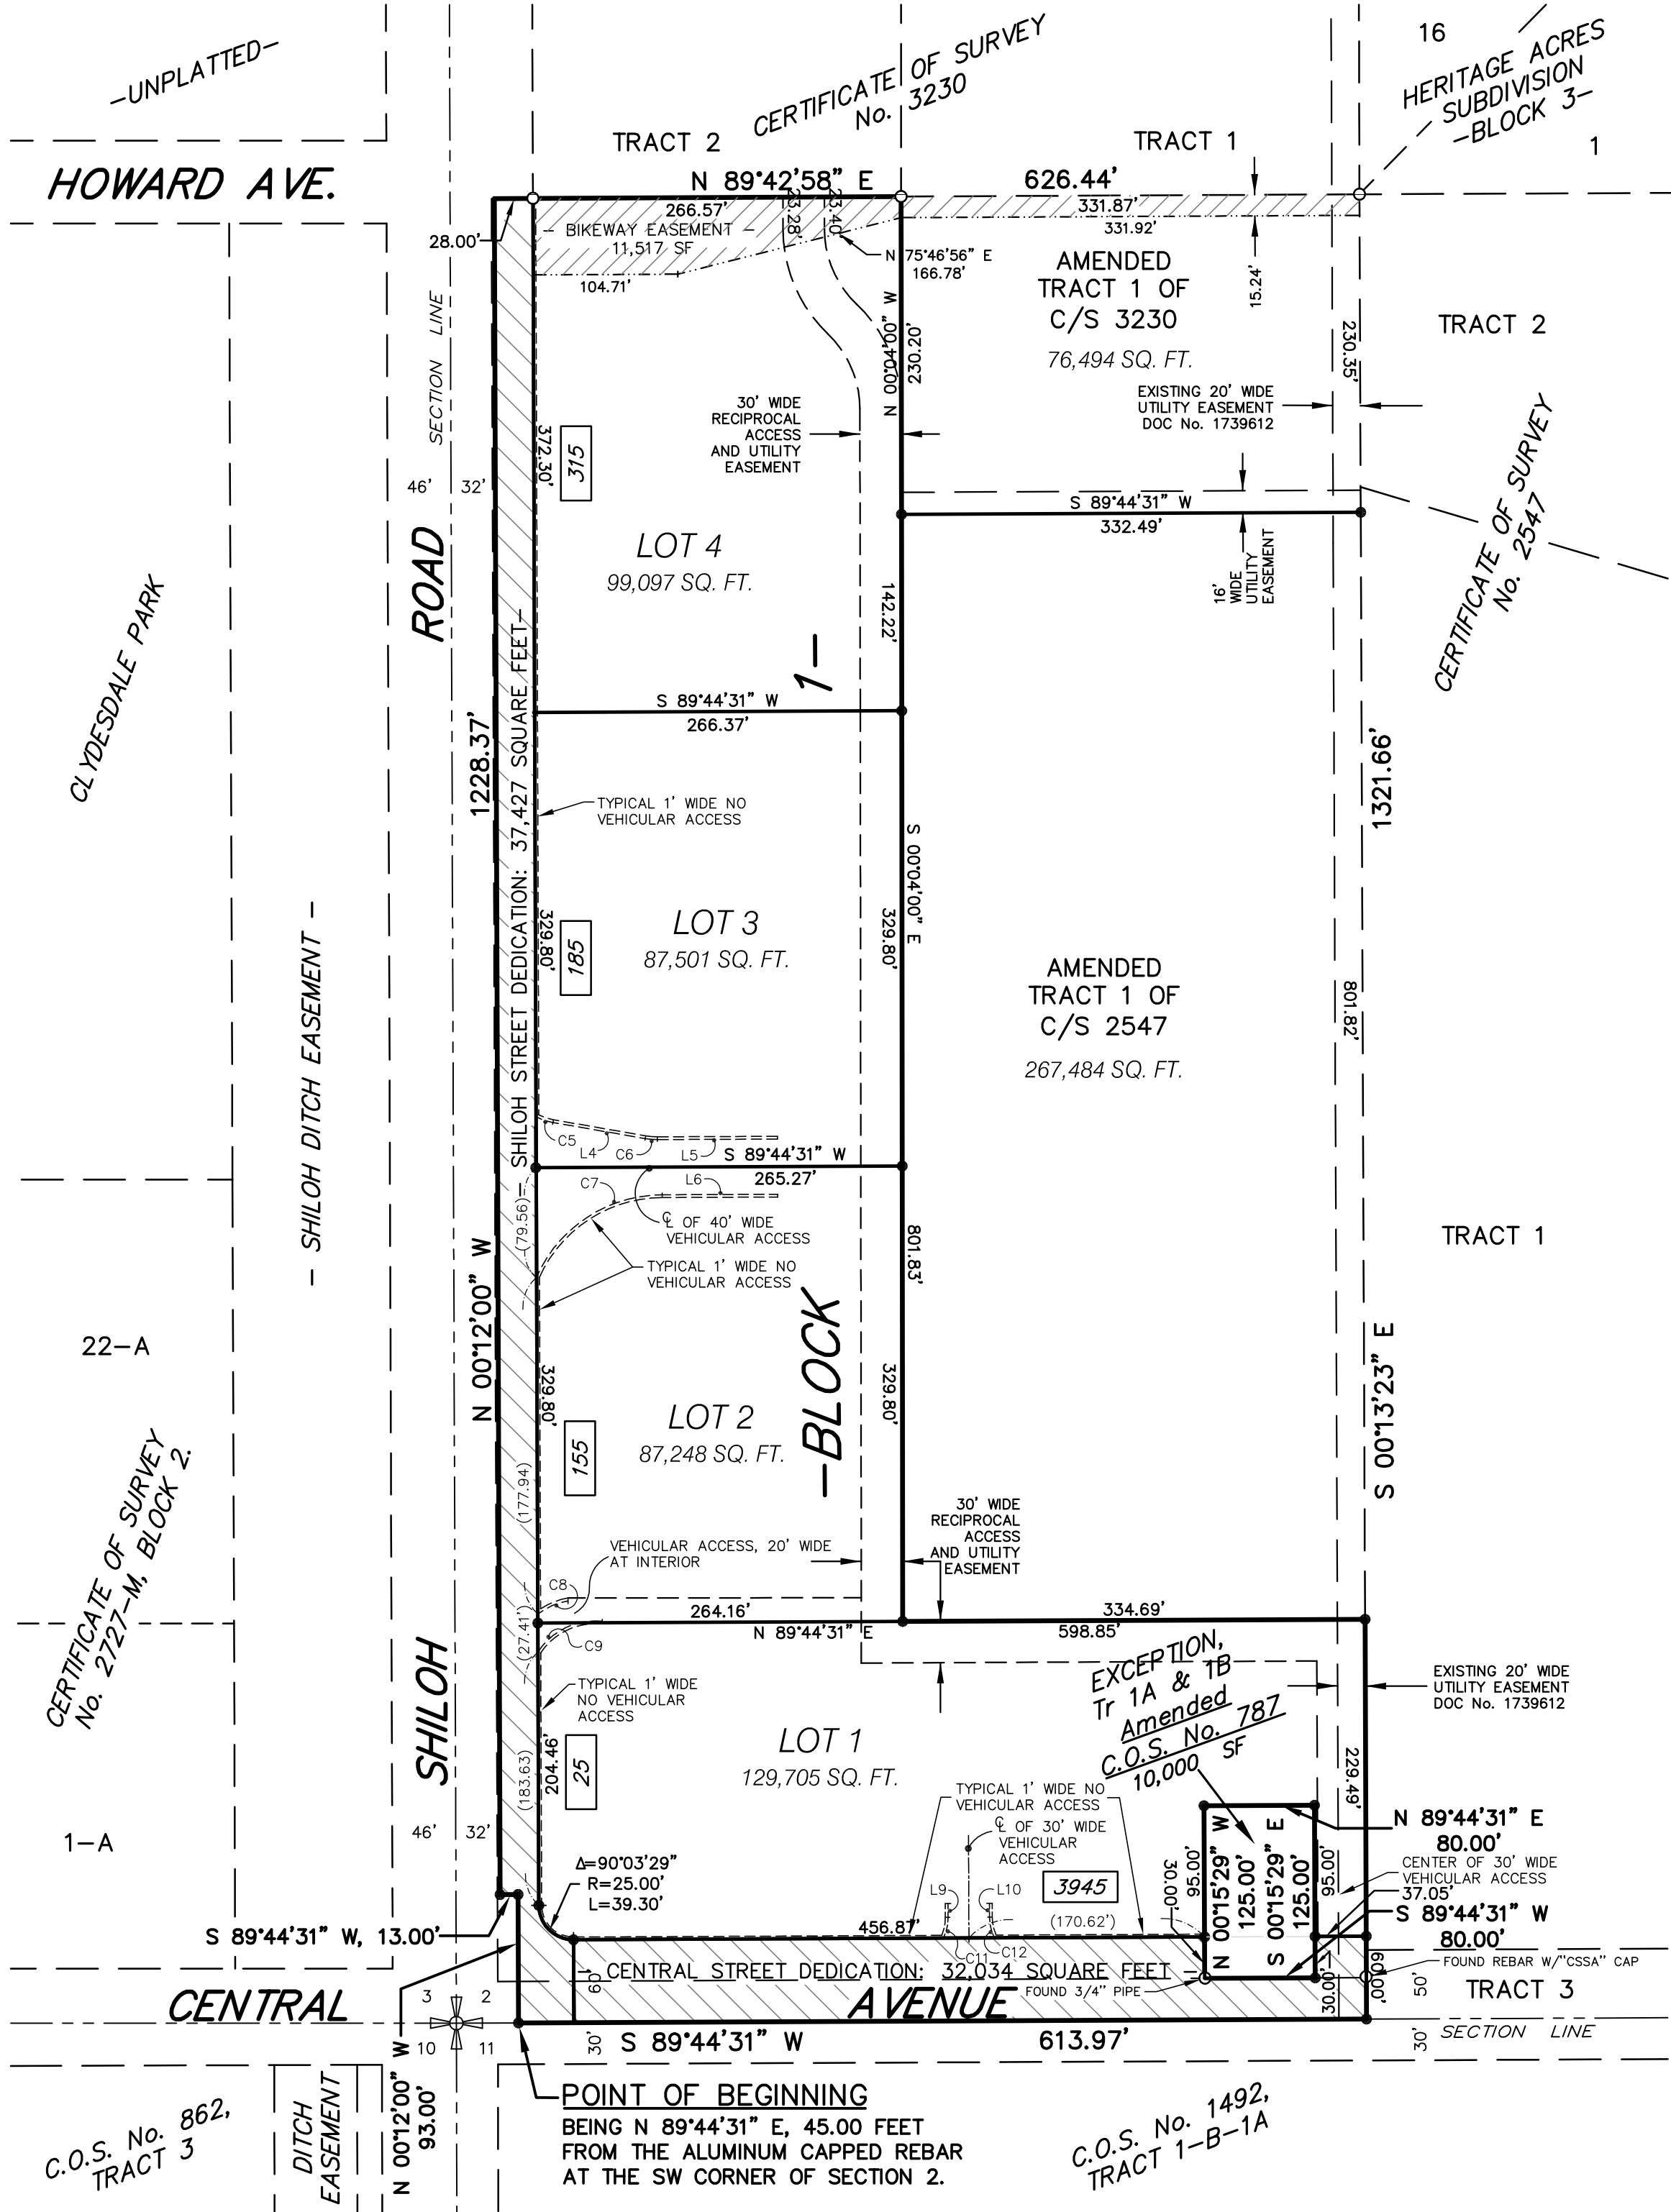 -UNPLATTED-
CERTIFICATE OF SURVEY
No. 3230
16
HERITAGE ACRES
SUBDIVISION
-BLOCK 3-
1
TRACT 2
TRACT 1
HOWARD AVE.
N 89°42'58" E
626.44'
266.57'
331.87'
331.92'
28.00'
BIKEWAY EASEMENT
11,517 SF
23.28'
23.40'
104.71'
N 75°46'56" E
166.78'
15.24'
AMENDED
TRACT 1 OF
C/S 3230
76,494 SQ. FT.
N 00°04'00" W
230.20'
230.35'
TRACT 2
SECTION LINE
EXISTING 20' WIDE
UTILITY EASEMENT
DOC No. 1739612
30' WIDE
RECIPROCAL
ACCESS
AND UTILITY
EASEMENT
372.30'
315
46'
32'
S 89°44'31" W
332.49'
16'
WIDE
UTILITY
EASEMENT
CERTIFICATE OF SURVEY
No. 2547
ROAD
LOT 4
99,097 SQ. FT.
142.22'
CLYDESDALE PARK
S 89°44'31" W
266.37'
1-
1228.37'
1321.66'
TYPICAL 1' WIDE NO
VEHICULAR ACCESS
- SHILOH STREET DEDICATION: 37,427 SQUARE FEET -
S 00°04'00" E
329.80'
329.80'
185
LOT 3
87,501 SQ. FT.
- SHILOH DITCH EASEMENT -
AMENDED
TRACT 1 OF
C/S 2547
267,484 SQ. FT.
801.82'
C5
L4
C6
L5
S 89°44'31" W
265.27'
C7
L6
(79.56)
℄ OF 40' WIDE
VEHICULAR ACCESS
TYPICAL 1' WIDE NO
VEHICULAR ACCESS
801.83'
TRACT 1
N 00°12'00" W
S 00°13'23" E
22-A
-BLOCK
329.80'
329.80'
155
LOT 2
87,248 SQ. FT.
CERTIFICATE OF SURVEY
No. 2727-M, BLOCK 2.
(177.94)
30' WIDE
RECIPROCAL
ACCESS
AND UTILITY
EASEMENT
VEHICULAR ACCESS, 20' WIDE
AT INTERIOR
C8
(27.41')
C9
264.16'
N 89°44'31" E
334.69'
598.85'
SHILOH
TYPICAL 1' WIDE
NO VEHICULAR
ACCESS
EXCEPTION,
Tr 1A & 1B
Amended
C.O.S. No. 787
10,000 SF
EXISTING 20' WIDE
UTILITY EASEMENT
DOC No. 1739612
(183.63)
204.46'
25
LOT 1
129,705 SQ. FT.
229.49'
TYPICAL 1' WIDE NO
VEHICULAR ACCESS
℄ OF 30' WIDE
VEHICULAR
ACCESS
N 89°44'31" E
80.00'
1-A
46'
32'
Δ=90°03'29"
R=25.00'
L=39.30'
L9
L10
3945
30.00'
95.00'
N 00°15'29" W
125.00'
S 00°15'29" E
125.00'
95.00'
CENTER OF 30' WIDE
VEHICULAR ACCESS
37.05'
S 89°44'31" W
80.00'
S 89°44'31" W, 13.00'
456.87'
(170.62')
C11
C12
FOUND REBAR W/"CSSA" CAP
60'
CENTRAL STREET DEDICATION: 32,034 SQUARE FEET
FOUND 3/4" PIPE
30.00'
60.00'
50'
TRACT 3
CENTRAL
AVENUE
3
2
10
11
30'
S 89°44'31" W
613.97'
30'
SECTION LINE
N 00°12'00" W
93.00'
POINT OF BEGINNING
BEING N 89°44'31" E, 45.00 FEET
FROM THE ALUMINUM CAPPED REBAR
AT THE SW CORNER OF SECTION 2.
C.O.S. No. 862,
TRACT 3
DITCH
EASEMENT
C.O.S. No. 1492,
TRACT 1-B-1A